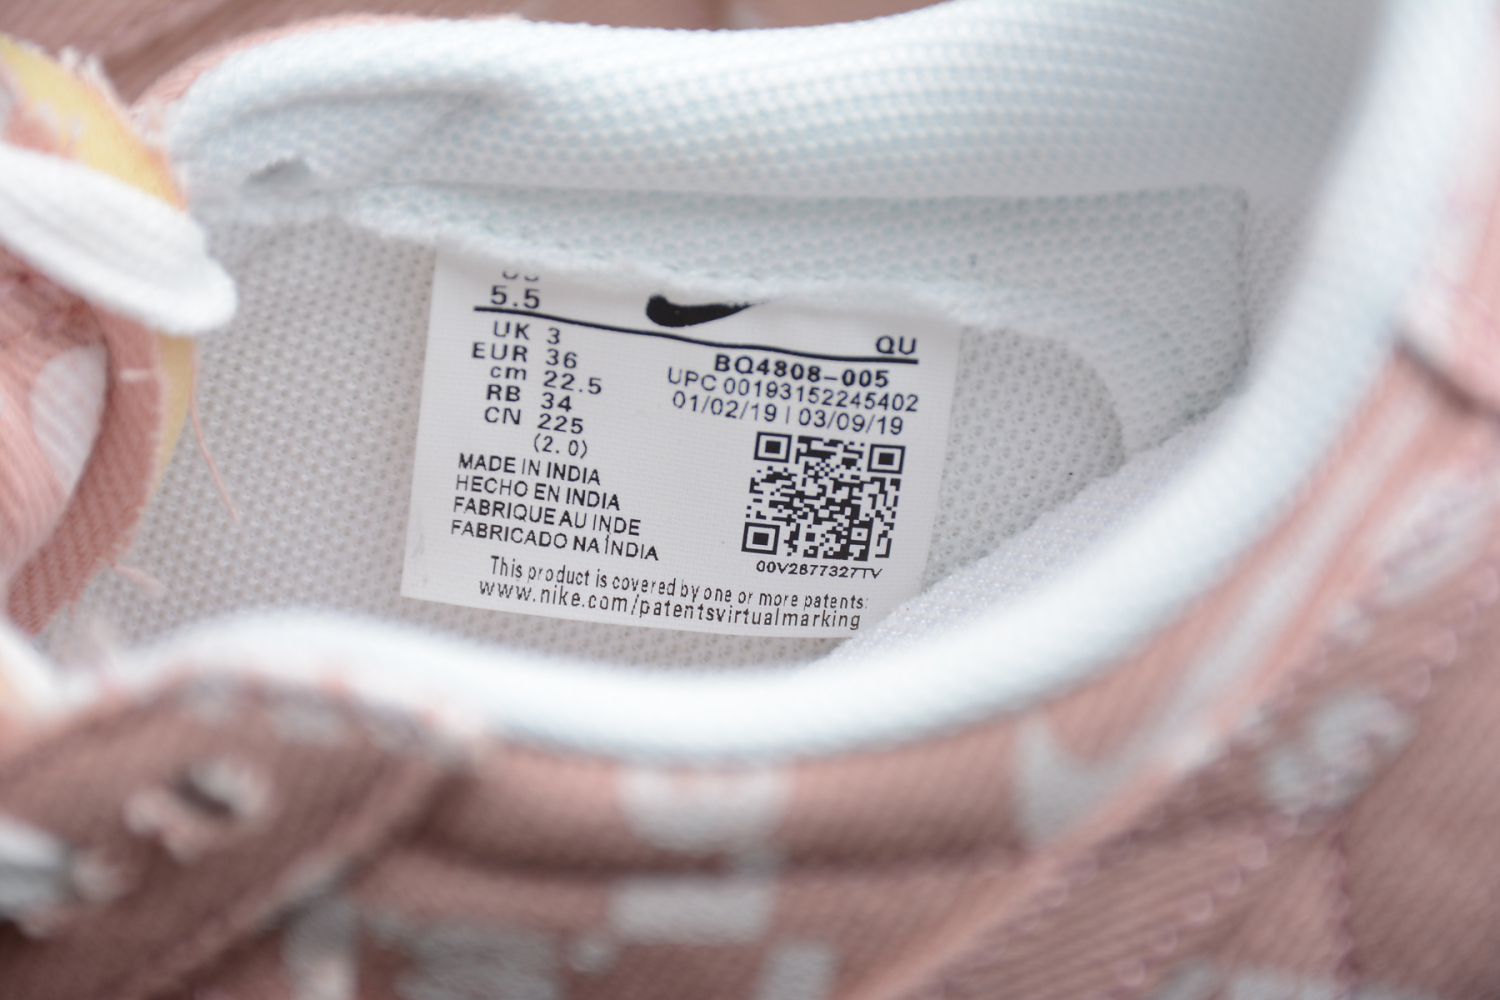 5.5
QU
UK 3
EUR 36
cm 22.5
RB 34
CN 225
(2.0)
BQ4808-005
UPC 00193152245402
01/02/19 | 03/09/19
MADE IN INDIA
HECHO EN INDIA
FABRIQUE AU INDE
FABRICADO NA ÍNDIA
00V2877327TV
This product is covered by one or more patents:
www.nike.com/patentsvirtualmarking